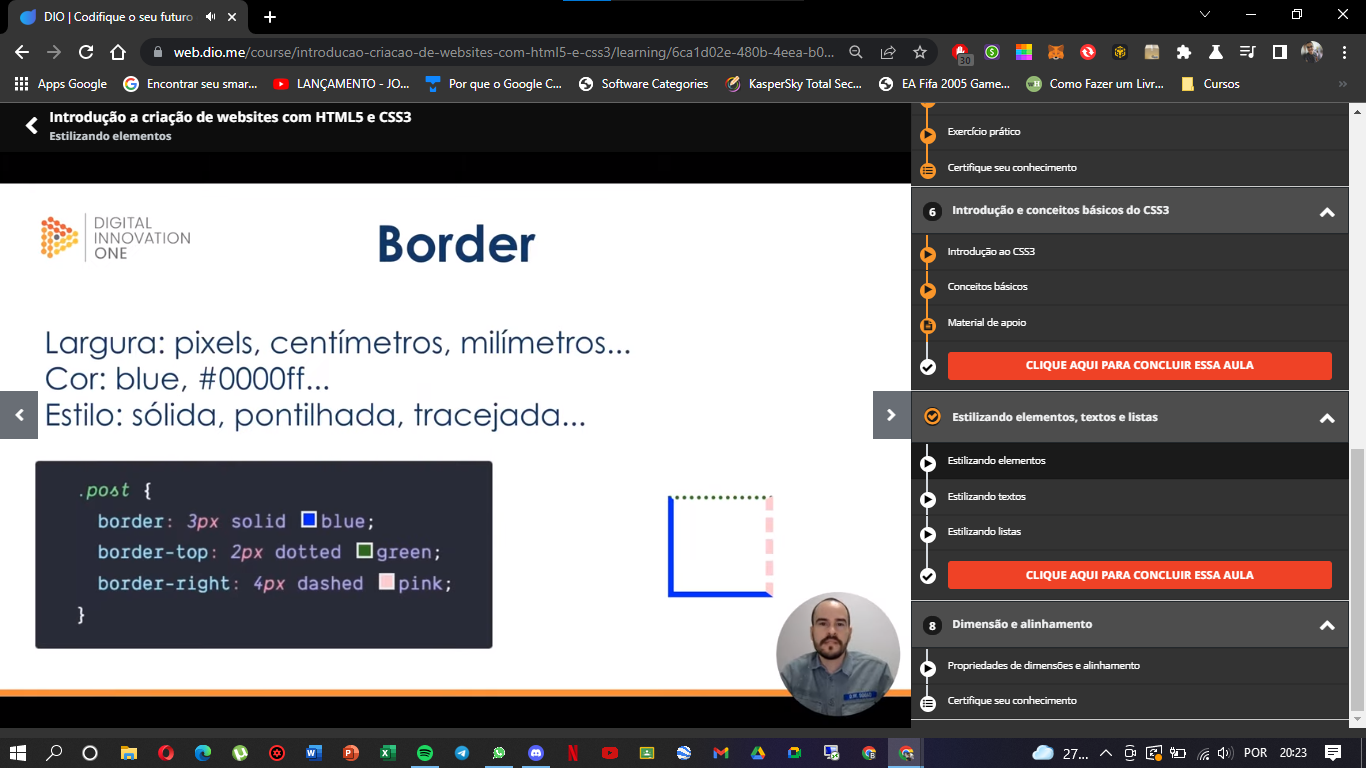 DIO | Codifique o seu futuro
web.dio.me/course/introducao-criacao-de-websites-com-html5-e-css3/learning/6ca1d02e-480b-4eea-b0...
30
Apps Google
Encontrar seu smar...
LANÇAMENTO - JO...
Por que o Google C...
Software Categories
KasperSky Total Sec...
EA Fifa 2005 Game...
Como Fazer um Livr...
Cursos
Introdução a criação de websites com HTML5 e CSS3
Estilizando elementos
DIGITAL
INNOVATION
ONE
Border
Largura: pixels, centímetros, milímetros...
Cor: blue, #0000ff...
Estilo: sólida, pontilhada, tracejada...
.post {
border: 3px solid blue;
border-top: 2px dotted green;
border-right: 4px dashed pink;
}
Exercício prático
Certifique seu conhecimento
6 Introdução e conceitos básicos do CSS3
Introdução ao CSS3
Conceitos básicos
Material de apoio
CLIQUE AQUI PARA CONCLUIR ESSA AULA
Estilizando elementos, textos e listas
Estilizando elementos
Estilizando textos
Estilizando listas
CLIQUE AQUI PARA CONCLUIR ESSA AULA
8 Dimensão e alinhamento
Propriedades de dimensões e alinhamento
Certifique seu conhecimento
27...
POR
20:23